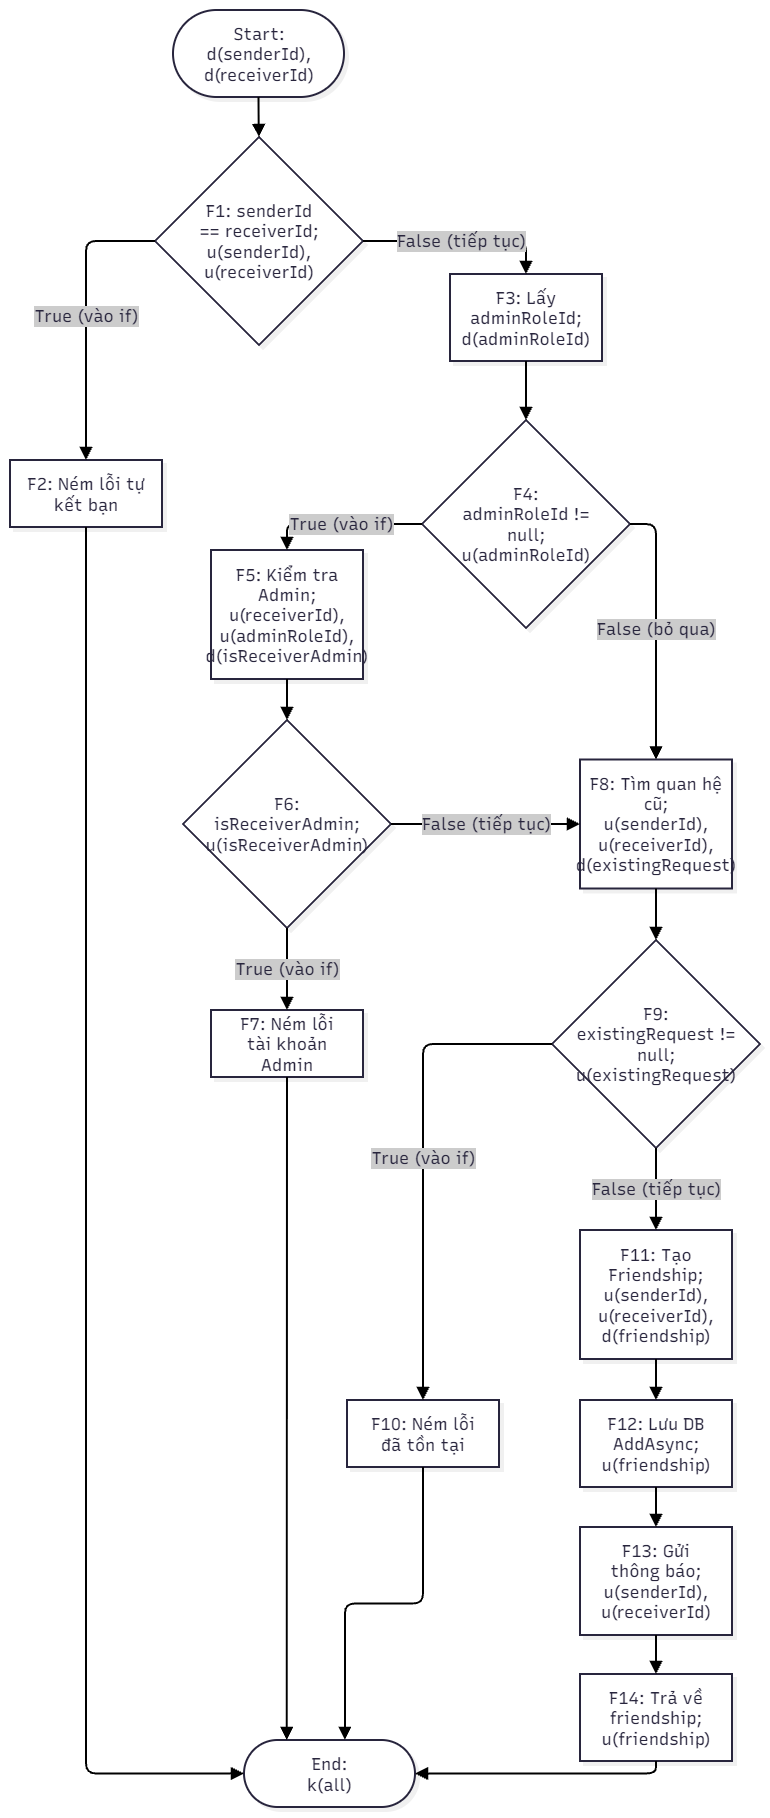 Start:
d(senderId),
d(receiverId)
F1: senderId
== receiverId;
u(senderId),
u(receiverId)
False (tiếp tục)
True (vào if)
F3: Lấy
adminRoleId;
d(adminRoleId)
F2: Ném lỗi tự
kết bạn
F4:
adminRoleId !=
null;
u(adminRoleId)
True (vào if)
False (bỏ qua)
F5: Kiểm tra
Admin;
u(receiverId),
u(adminRoleId),
d(isReceiverAdmin)
F6:
isReceiverAdmin;
u(isReceiverAdmin)
False (tiếp tục)
F8: Tìm quan hệ
cũ;
u(senderId),
u(receiverId),
d(existingRequest)
True (vào if)
F7: Ném lỗi
tài khoản
Admin
F9:
existingRequest !=
null;
u(existingRequest)
True (vào if)
False (tiếp tục)
F11: Tạo
Friendship;
u(senderId),
u(receiverId),
d(friendship)
F10: Ném lỗi
đã tồn tại
F12: Lưu DB
AddAsync;
u(friendship)
F13: Gửi
thông báo;
u(senderId),
u(receiverId)
F14: Trả về
friendship;
u(friendship)
End:
k(all)